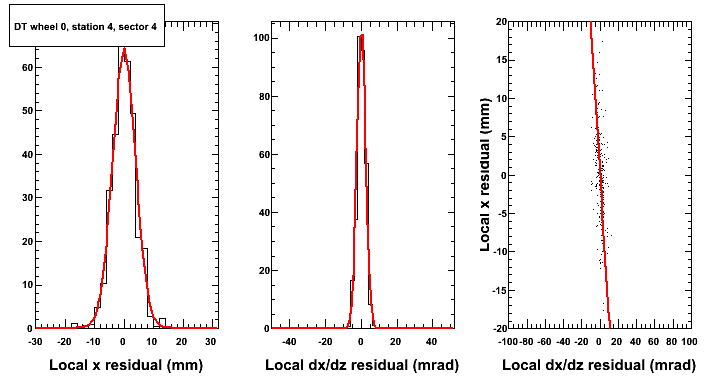 DT wheel 0, station 4, sector 4
60
50
40
30
20
10
0
-30 -20 -10 0 10 20 30
Local x residual (mm)
100
80
60
40
20
0
-40 -20 0 20 40
Local dx/dz residual (mrad)
Local x residual (mm)
20
15
10
5
0
-5
-10
-15
-20
-100 -80 -60 -40 -20 0 20 40 60 80 100
Local dx/dz residual (mrad)